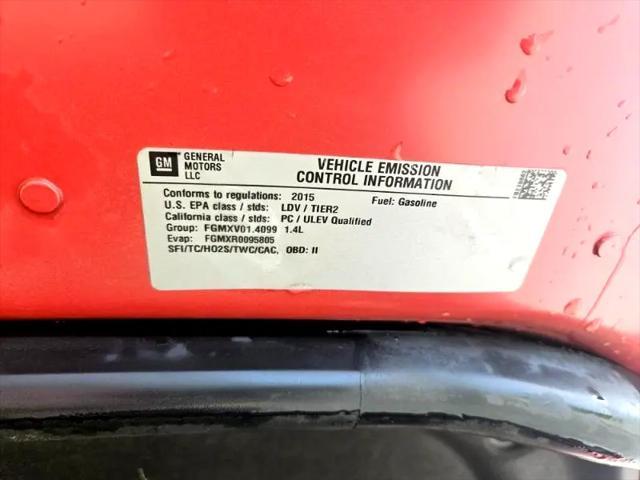 GM
GENERAL
MOTORS
LLC
VEHICLE EMISSION
CONTROL INFORMATION
Conforms to regulations: 2015 Fuel: Gasoline
U.S. EPA class / stds: LDV / TIER2
California class / stds: PC / ULEV Qualified
Group: FGMXV01.4099 1.4L
Evap: FGMXR0095805
SFI/TC/HO2S/TWC/CAC, OBD: II